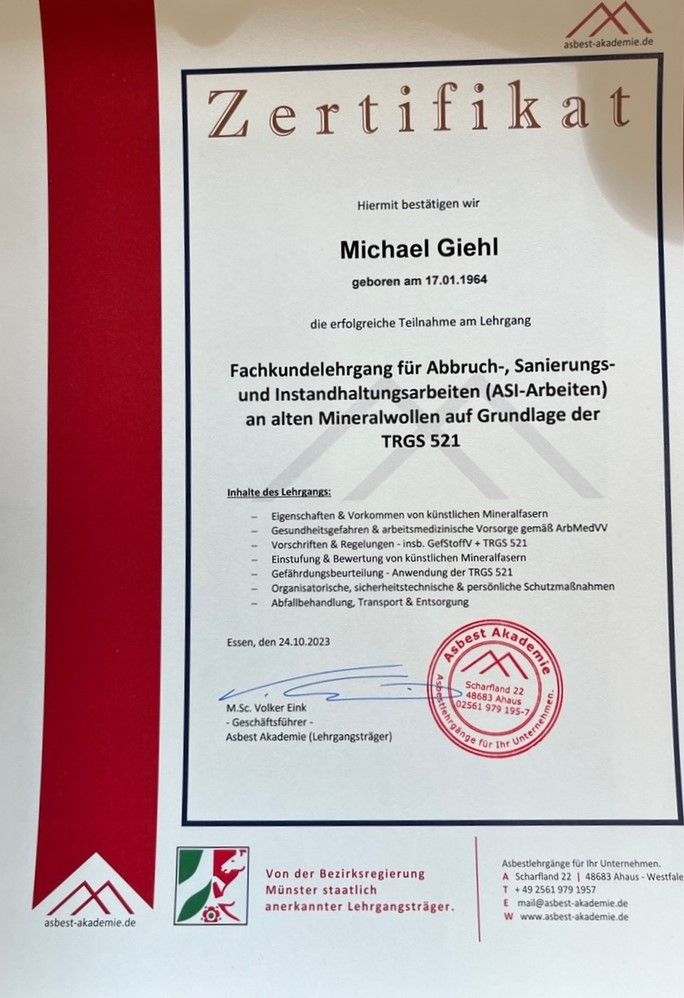 asbest-akademie.de
Zertifikat
Hiermit bestätigen wir
Michael Giehl
geboren am 17.01.1964
die erfolgreiche Teilnahme am Lehrgang
Fachkundelehrgang für Abbruch-, Sanierungs-
und Instandhaltungsarbeiten (ASI-Arbeiten)
an alten Mineralwollen auf Grundlage der
TRGS 521
Inhalte des Lehrgangs:
– Eigenschaften & Vorkommen von künstlichen Mineralfasern
– Gesundheitsgefahren & arbeitsmedizinische Vorsorge gemäß ArbMedVV
– Vorschriften & Regelungen - insb. GefStoffV + TRGS 521
– Einstufung & Bewertung von künstlichen Mineralfasern
– Gefährdungsbeurteilung - Anwendung der TRGS 521
– Organisatorische, sicherheitstechnische & persönliche Schutzmaßnahmen
– Abfallbehandlung, Transport & Entsorgung
Essen, den 24.10.2023
M.Sc. Volker Eink
- Geschäftsführer -
Asbest Akademie (Lehrgangsträger)
Asbest Akademie
Scharfland 22
48683 Ahaus
02561 979 195-7
Asbestlehrgänge für Ihr Unternehmen.
asbest-akademie.de
Von der Bezirksregierung
Münster staatlich
anerkannter Lehrgangsträger.
Asbestlehrgänge für Ihr Unternehmen.
A Scharfland 22 | 48683 Ahaus - Westfale
T + 49 2561 979 1957
E mail@asbest-akademie.de
W www.asbest-akademie.de